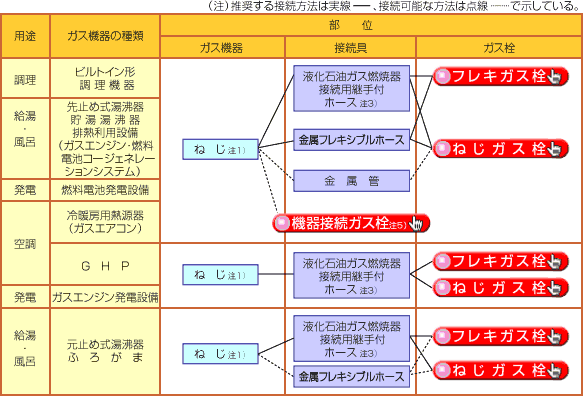 (注)推奨する接続方法は実線 ── 、接続可能な方法は点線 ┈┈ で示している。
用途 ガス機器の種類 部 位
ガス機器 接続具 ガス栓
調理
ビルトイン形
調 理 機 器
給湯
・
風呂
先止め式湯沸器
貯 湯 湯 沸 器
排熱利用設備
(ガスエンジン・燃料
電池コージェネレー
ションシステム)
発電
燃料電池発電設備
空調
冷暖房用熱源器
(ガスエアコン)
ね じ 注1)
液化石油ガス燃焼器
接続用継手付
ホース 注3)
金属フレキシブルホース
金 属 管
機器接続ガス栓注5)
フレキガス栓
ね じ ガ ス 栓
G H P
発電
ガスエンジン発電設備
ね じ 注1)
液化石油ガス燃焼器
接続用継手付
ホース 注3)
フレキガス栓
ね じ ガ ス 栓
給湯
・
風呂
元止め式湯沸器
ふ ろ が ま
ね じ 注1)
液化石油ガス燃焼器
接続用継手付
ホース 注3)
金属フレキシブルホース
フレキガス栓
ね じ ガ ス 栓